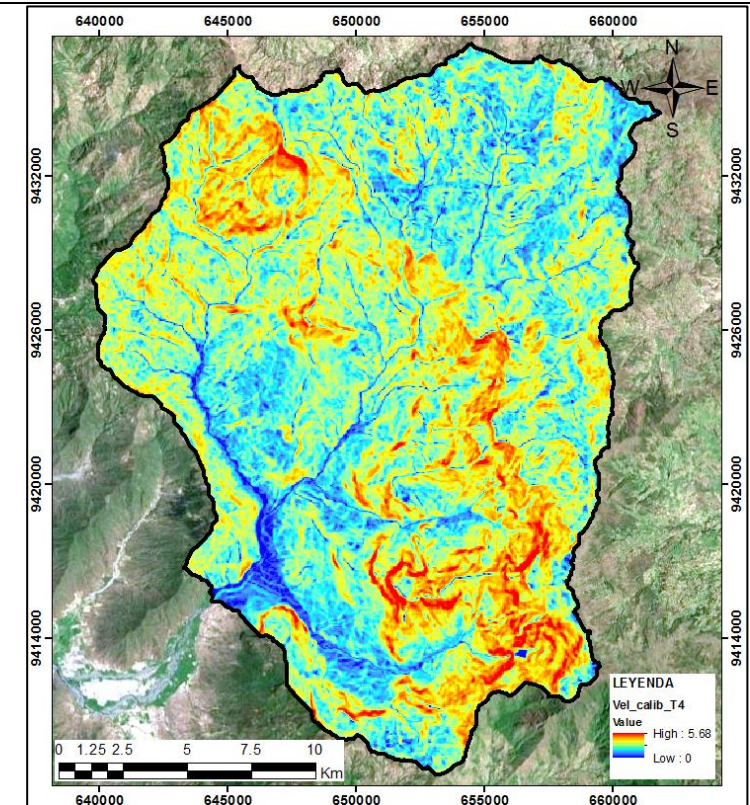 640000 645000 650000 655000 660000
N
W E
S
9432000 9432000
9426000 9426000
9420000 9420000
9414000 9414000
LEYENDA
Vel_calib_T4
Value
High : 5.68
Low : 0
0 1.25 2.5 5 7.5 10
Km
640000 645000 650000 655000 660000